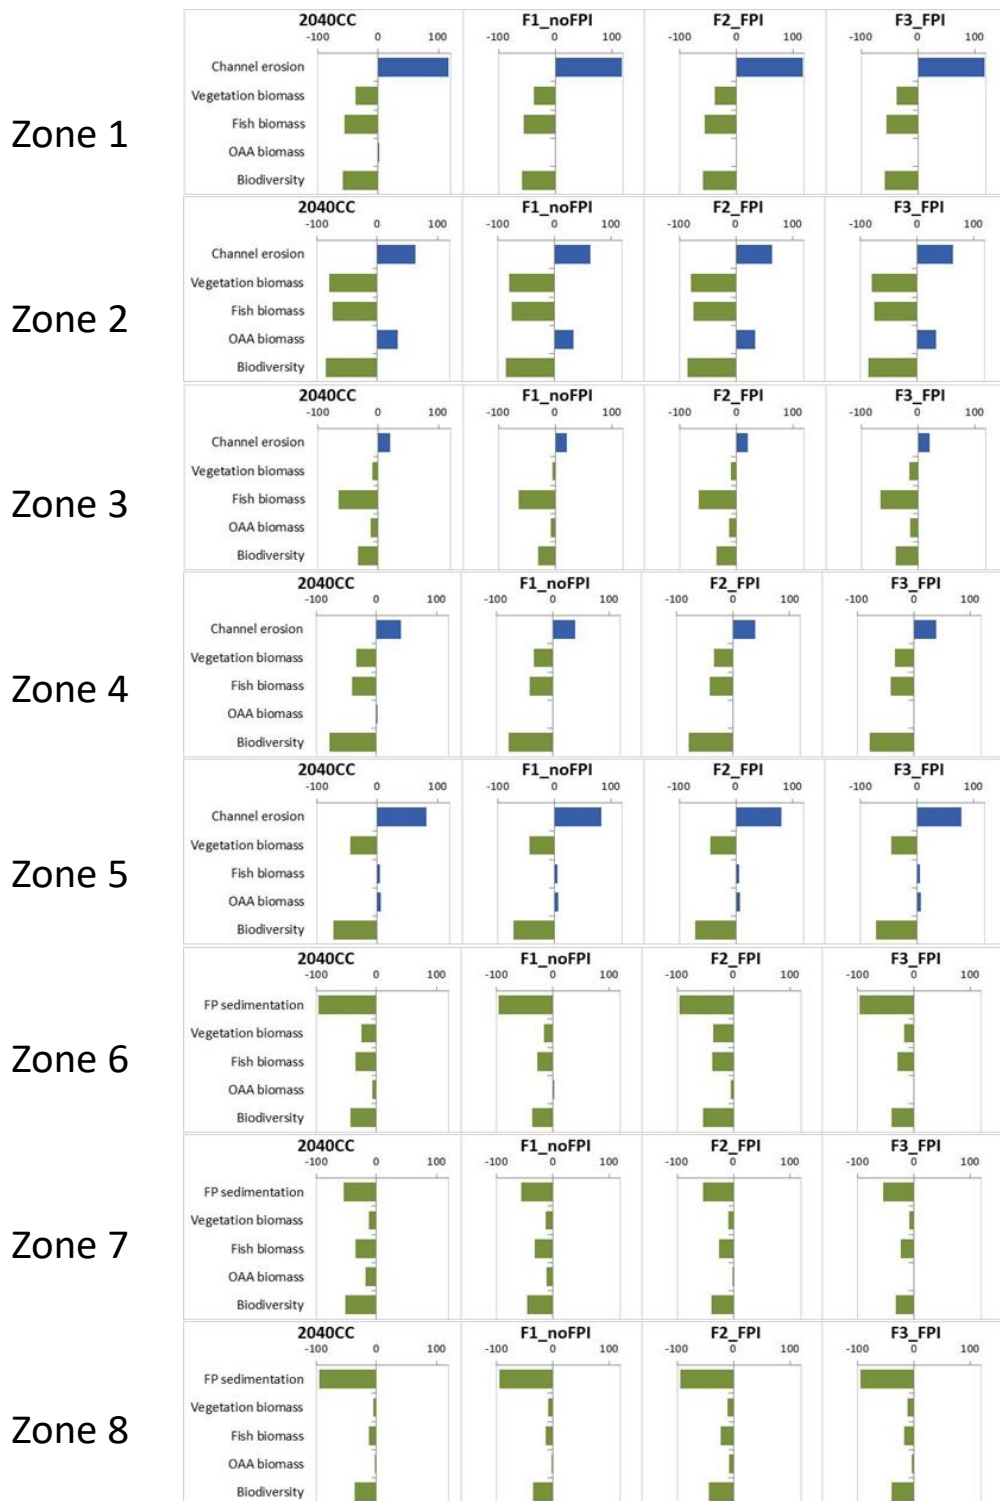 2040CC F1_noFPI F2_FPI F3_FPI
-100 0 100 -100 0 100 -100 0 100 -100 0 100
Channel erosion
Vegetation biomass
Zone 1
Fish biomass
OAA biomass
Biodiversity
2040CC F1_noFPI F2_FPI F3_FPI
-100 0 100 -100 0 100 -100 0 100 -100 0 100
Channel erosion
Vegetation biomass
Zone 2
Fish biomass
OAA biomass
Biodiversity
2040CC F1_noFPI F2_FPI F3_FPI
-100 0 100 -100 0 100 -100 0 100 -100 0 100
Channel erosion
Vegetation biomass
Zone 3
Fish biomass
OAA biomass
Biodiversity
2040CC F1_noFPI F2_FPI F3_FPI
-100 0 100 -100 0 100 -100 0 100 -100 0 100
Channel erosion
Vegetation biomass
Zone 4
Fish biomass
OAA biomass
Biodiversity
2040CC F1_noFPI F2_FPI F3_FPI
-100 0 100 -100 0 100 -100 0 100 -100 0 100
Channel erosion
Vegetation biomass
Zone 5
Fish biomass
OAA biomass
Biodiversity
2040CC F1_noFPI F2_FPI F3_FPI
-100 0 100 -100 0 100 -100 0 100 -100 0 100
FP sedimentation
Vegetation biomass
Zone 6
Fish biomass
OAA biomass
Biodiversity
2040CC F1_noFPI F2_FPI F3_FPI
-100 0 100 -100 0 100 -100 0 100 -100 0 100
FP sedimentation
Vegetation biomass
Zone 7
Fish biomass
OAA biomass
Biodiversity
2040CC F1_noFPI F2_FPI F3_FPI
-100 0 100 -100 0 100 -100 0 100 -100 0 100
FP sedimentation
Vegetation biomass
Zone 8
Fish biomass
OAA biomass
Biodiversity